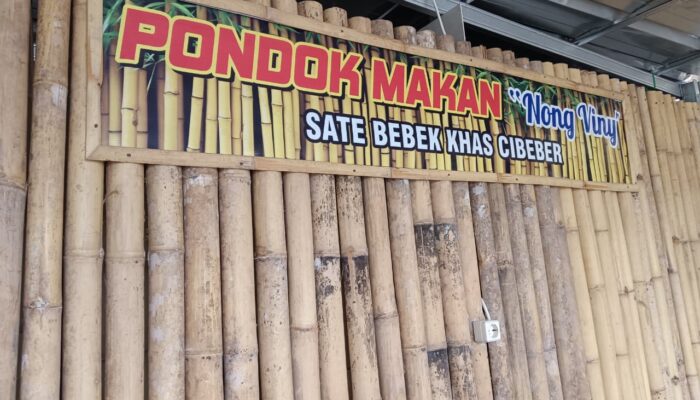 PONDOK MAKAN "Nong Viny"
SATE BEBEK KHAS CIBEBER